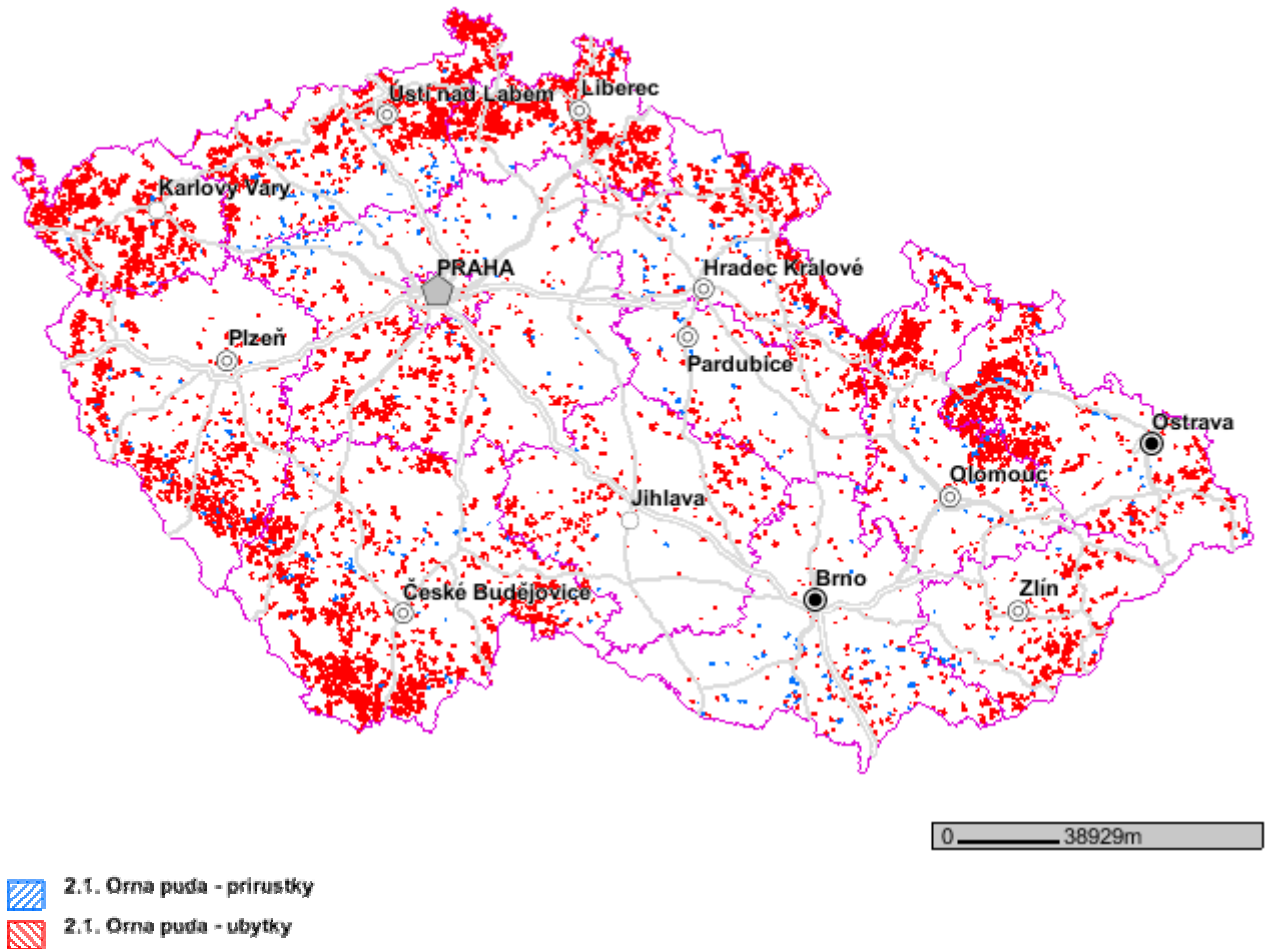 Ústí nad Labem
Liberec
Karlovy Vary
PRAHA
Hradec Králové
Plzeň
Pardubice
Ostrava
Olomouc
Jihlava
Brno
České Budějovice
Zlín
0 38929m
2.1. Orna puda - prirustky
2.1. Orna puda - ubytky